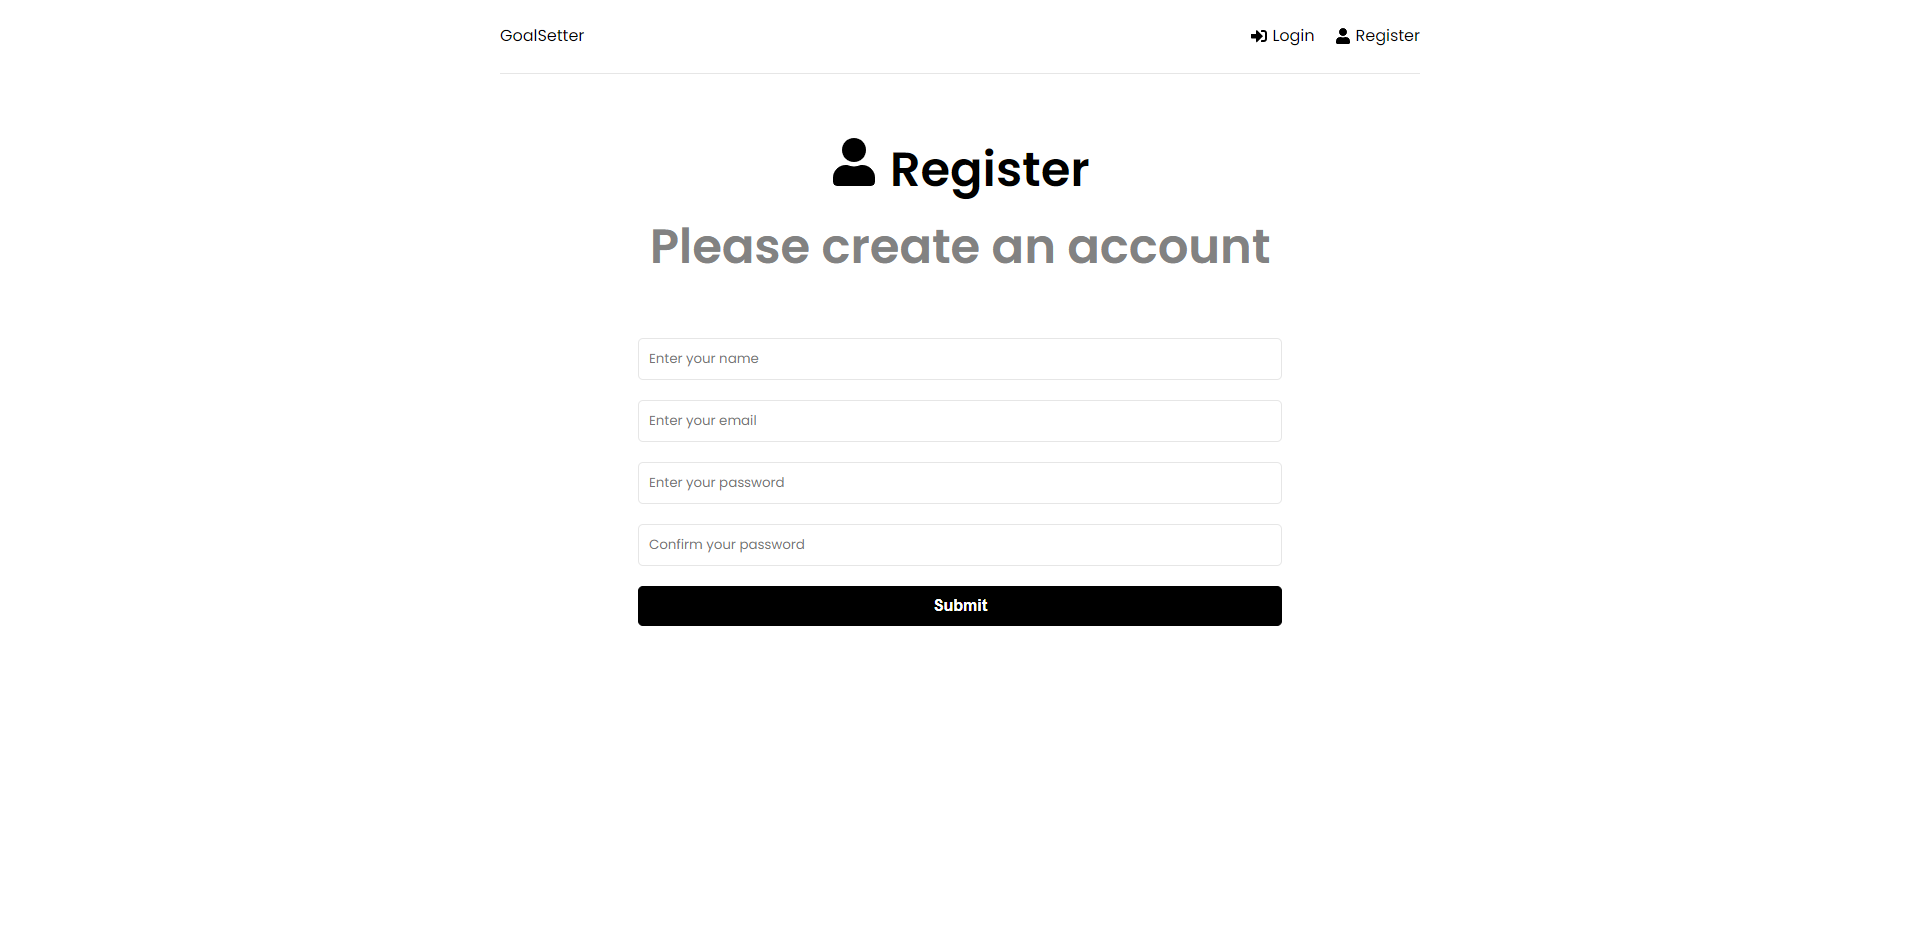 GoalSetter
Login
Register
Register
Please create an account
Enter your name
Enter your email
Enter your password
Confirm your password
Submit